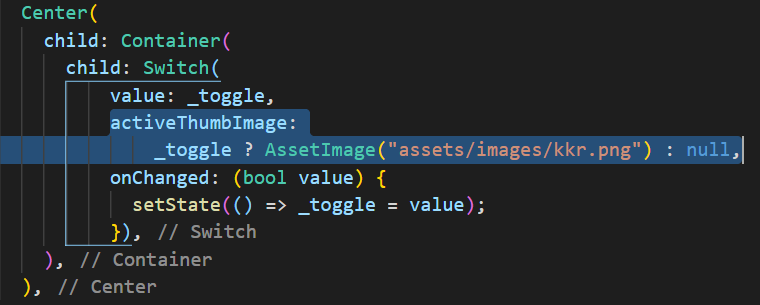 Center(
child: Container(
child: Switch(
value: _toggle,
activeThumbImage:
_toggle ? AssetImage("assets/images/kkr.png") : null,
onChanged: (bool value) {
setState(() => _toggle = value);
}), // Switch
), // Container
), // Center